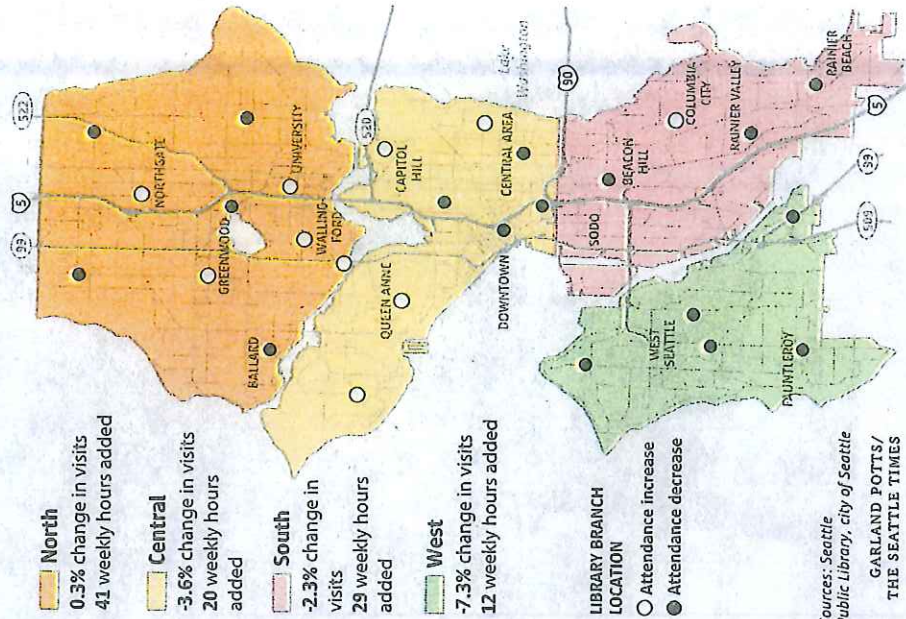 North
0.3% change in visits
41 weekly hours added
Central
-3.6% change in visits
20 weekly hours
added
South
-2.3% change in
visits
29 weekly hours
added
West
-7.3% change in visits
12 weekly hours added
LIBRARY BRANCH
LOCATION
Attendance increase
Attendance decrease
ources: Seattle
Public Library, city of Seattle
GARLAND POTTS/
THE SEATTLE TIMES
99
5
522
NORTHGATE
GREENWOOD
UNIVERSITY
WALLING-
FORD
BALLARD
520
QUEEN ANNE
CAPITOL
HILL
Lake
Washington
CENTRAL AREA
DOWNTOWN
90
SODO
BEACON
HILL
COLUMBIA
CITY
RAINIER VALLEY
RAINIER
BEACH
WEST
SEATTLE
FAUNTLEROY
509
99
5